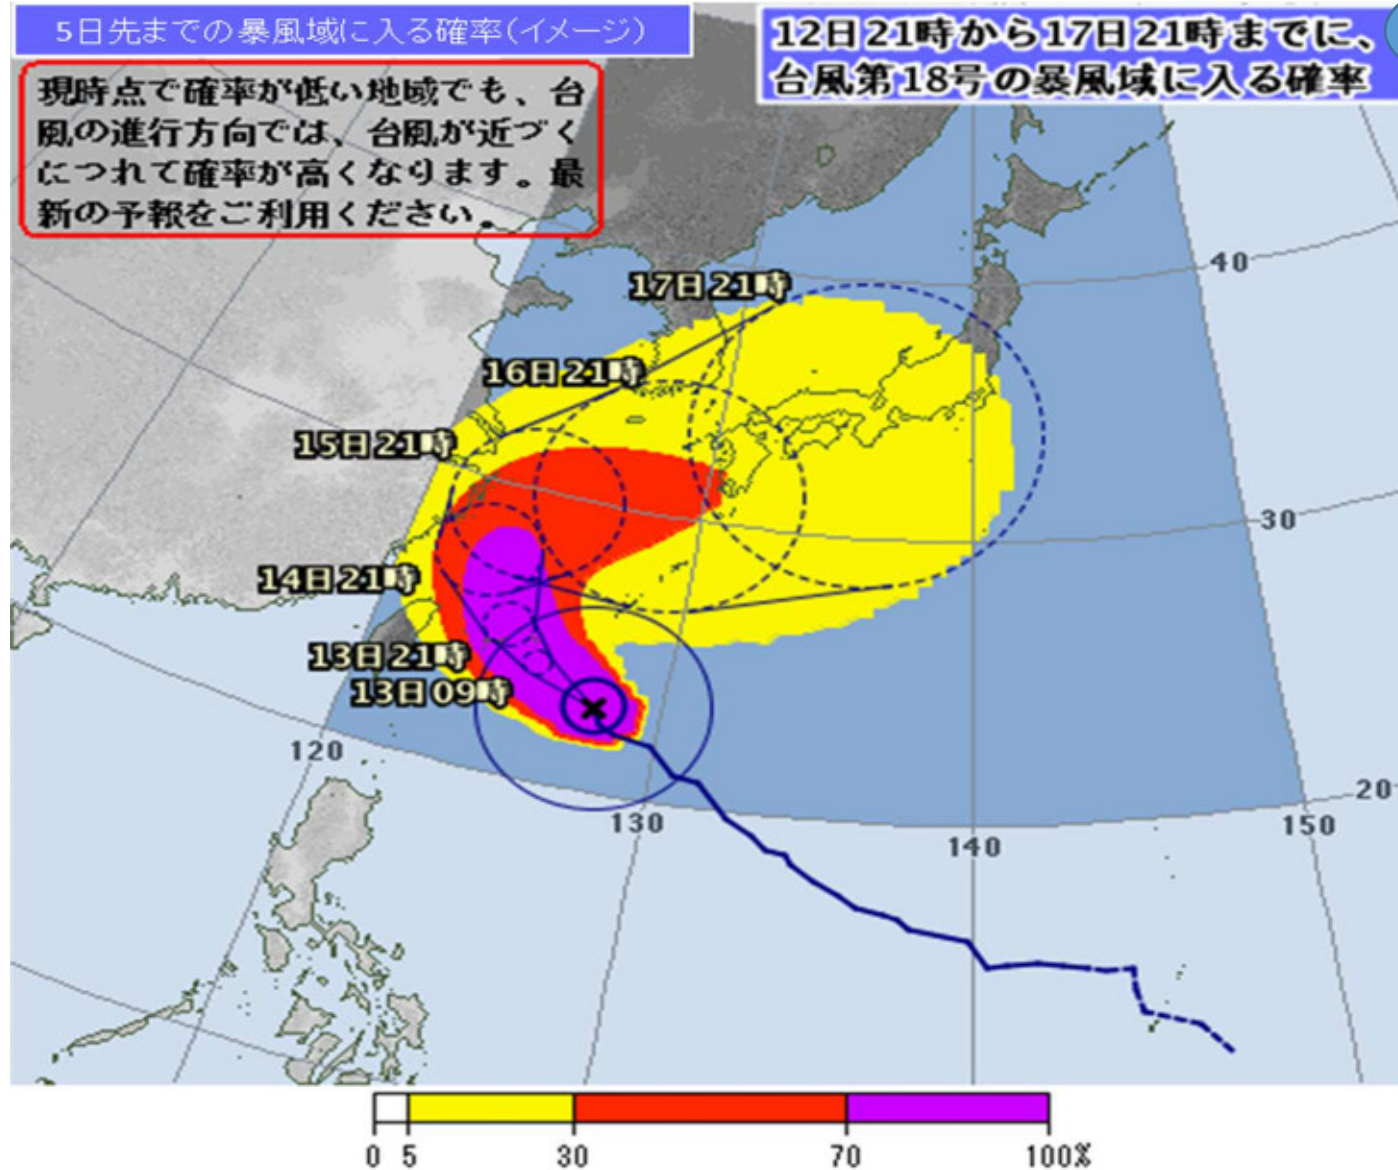 5日先までの暴風域に入る確率(イメージ)
12日21時から17日21時までに、
台風第18号の暴風域に入る確率
現時点で確率が低い地域でも、台
風の進行方向では、台風が近づく
につれて確率が高くなります。最
新の予報をご利用ください。
40
17日21時
16日21時
15日21時
30
14日21時
13日21時
13日09時
120
20
130
140
150
0 5 30 70 100%